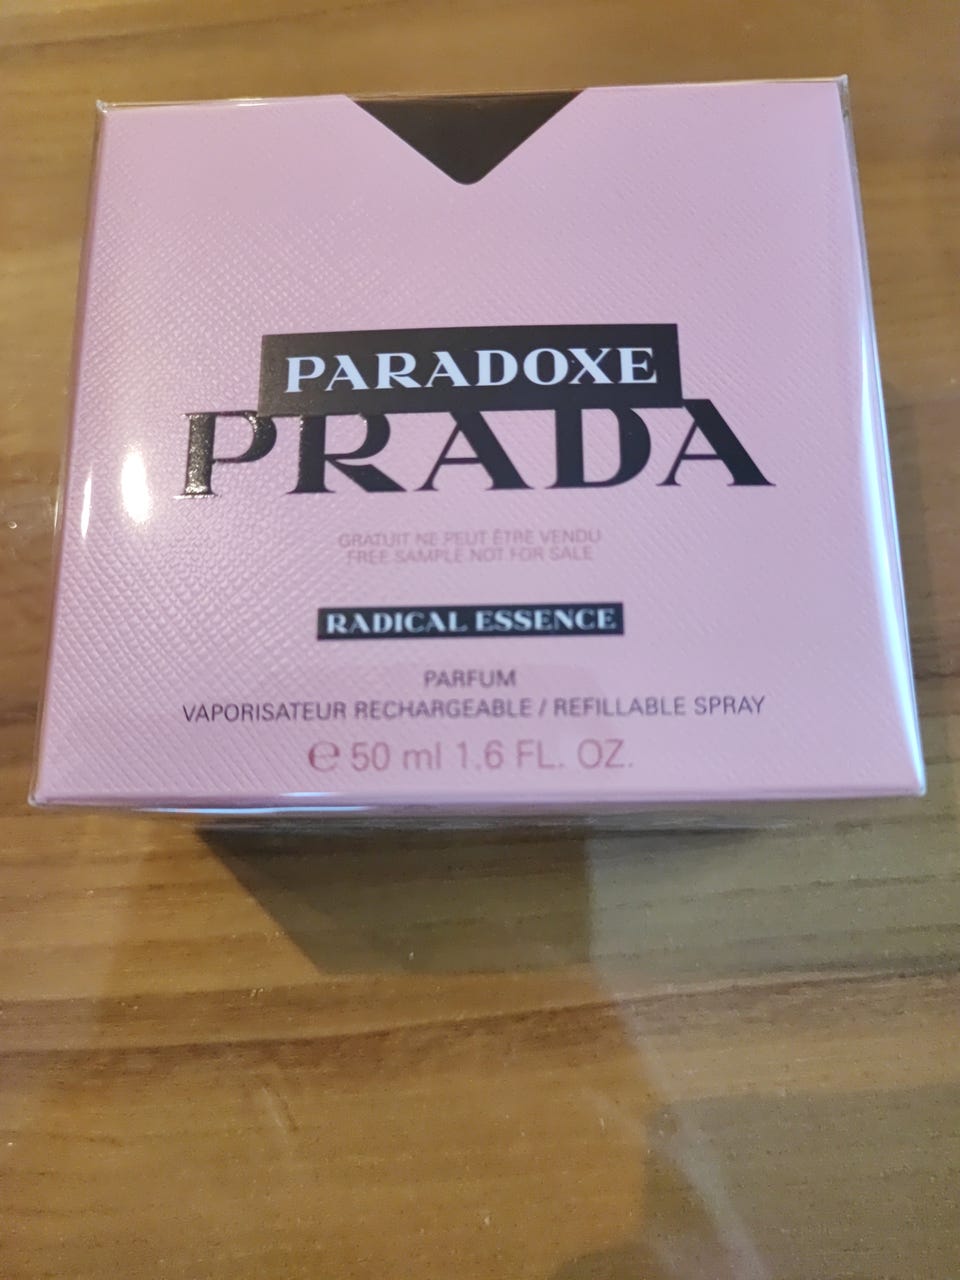 PARADOXE
PRADA
GRATUIT NE PEUT ÊTRE VENDU
FREE SAMPLE NOT FOR SALE
RADICAL ESSENCE
PARFUM
VAPORISATEUR RECHARGEABLE / REFILLABLE SPRAY
℮ 50 ml 1.6 FL. OZ.